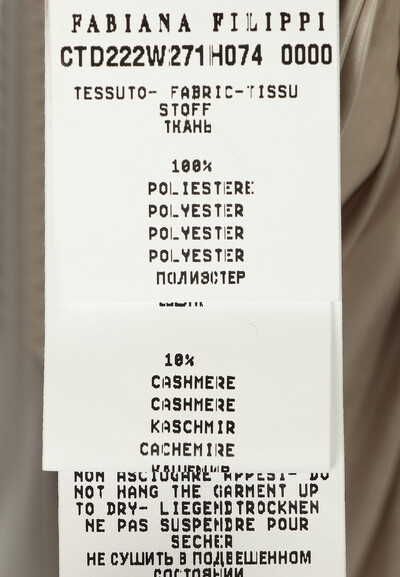 FABIANA FILIPPI
CTD222W271H074 0000
TESSUTO- FABRIC-TISSU
STOFF
ТКАНЬ
100%
POLIESTERE
POLYESTER
POLYESTER
POLYESTER
ПОЛИЭСТЕР
10%
CASHMERE
CASHMERE
KASCHMIR
CACHEMIRE
КАШЕМИР
NON ASCIUGARE APPESI- DO
NOT HANG THE GARMENT UP
TO DRY- LIEGENDTROCKNEN
NE PAS SUSPENDRE POUR
SECHER
НЕ СУШИТЬ В ПОДВЕШЕННОМ
СОСТОЯНИИ